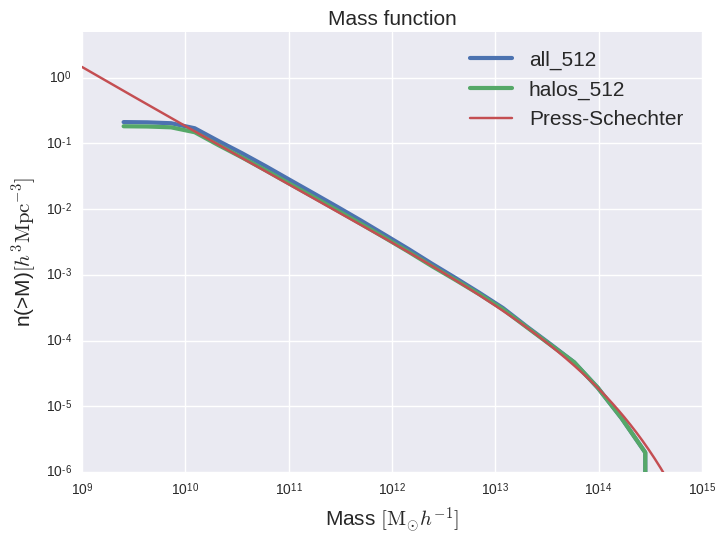 Mass function
all_512
halos_512
Press-Schechter
n(>M)[h³Mpc⁻³]
10⁰
10⁻¹
10⁻²
10⁻³
10⁻⁴
10⁻⁵
10⁻⁶
10⁹ 10¹⁰ 10¹¹ 10¹² 10¹³ 10¹⁴ 10¹⁵
Mass [M⊙h⁻¹]